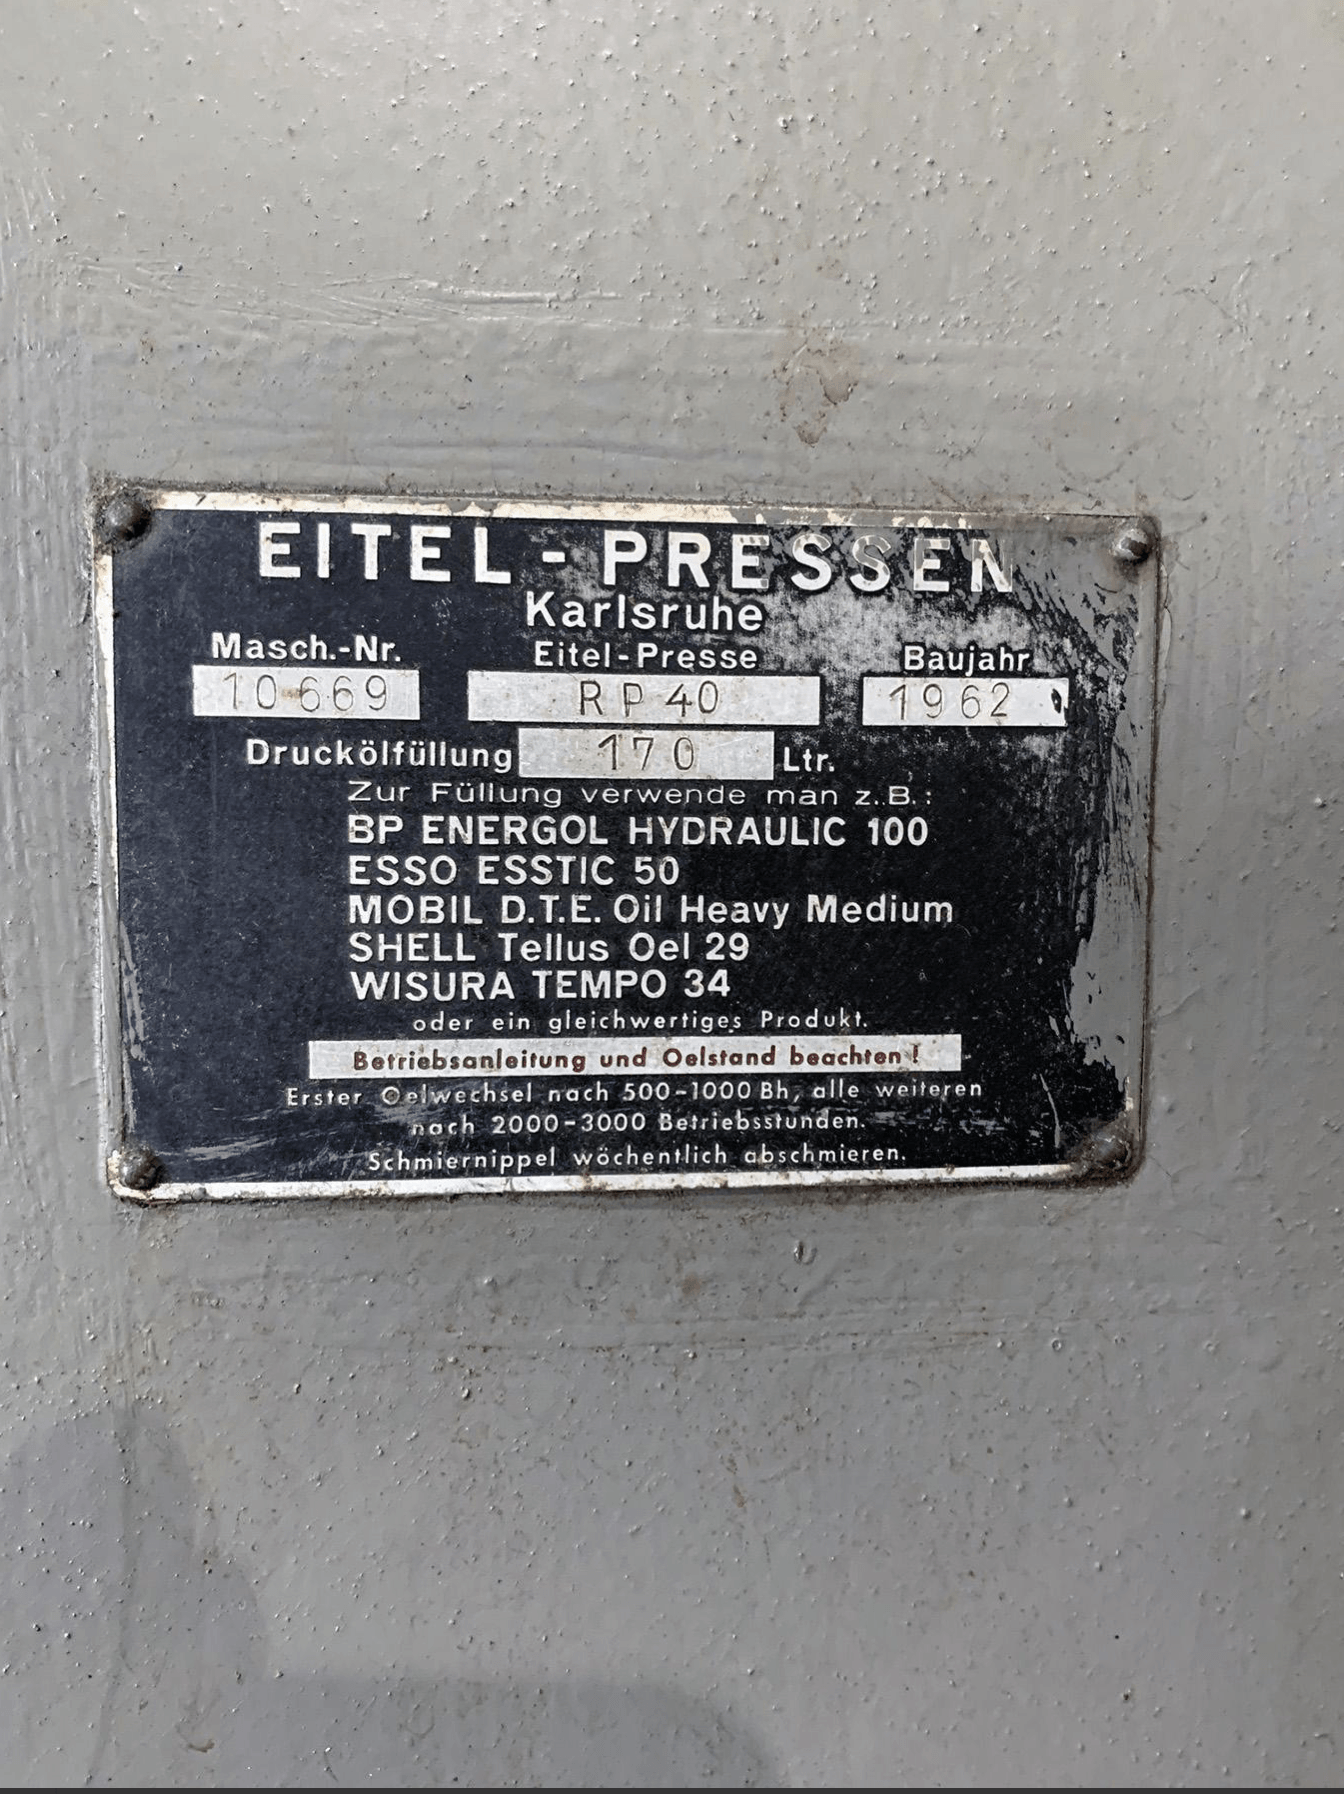 EITEL - PRESSEN
Karlsruhe
Masch.-Nr. Eitel-Presse Baujahr
10669 RP 40 1962
Druckölfüllung 170 Ltr.
Zur Füllung verwende man z.B.:
BP ENERGOL HYDRAULIC 100
ESSO ESSTIC 50
MOBIL D.T.E. Oil Heavy Medium
SHELL Tellus Oel 29
WISURA TEMPO 34
oder ein gleichwertiges Produkt.
Betriebsanleitung und Oelstand beachten!
Erster Oelwechsel nach 500-1000 Bh, alle weiteren
nach 2000-3000 Betriebsstunden.
Schmiernippel wöchentlich abschmieren.